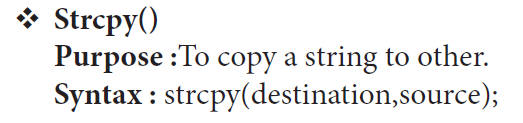 ❖ Strcpy()
Purpose :To copy a string to other.
Syntax : strcpy(destination,source);